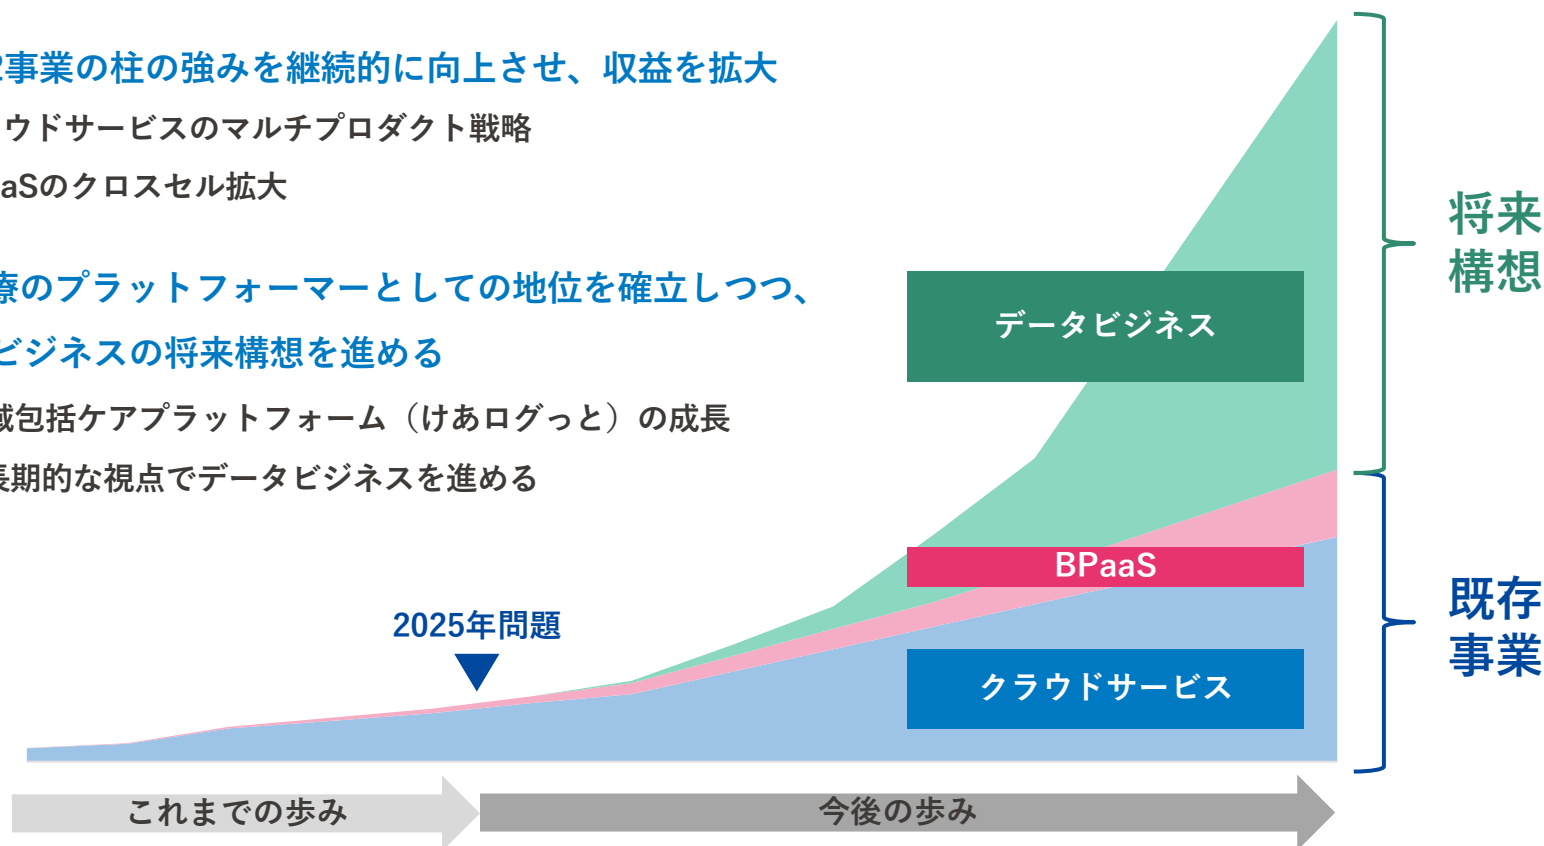 2事業の柱の強みを継続的に向上させ、収益を拡大
ウドサービスのマルチプロダクト戦略
aaSのクロスセル拡大
療のプラットフォーマーとしての地位を確立しつつ、
ビジネスの将来構想を進める
域包括ケアプラットフォーム（けあログっと）の成長
長期的な視点でデータビジネスを進める
将来
構想
データビジネス
BPaaS
2025年問題
既存
事業
クラウドサービス
これまでの歩み
今後の歩み